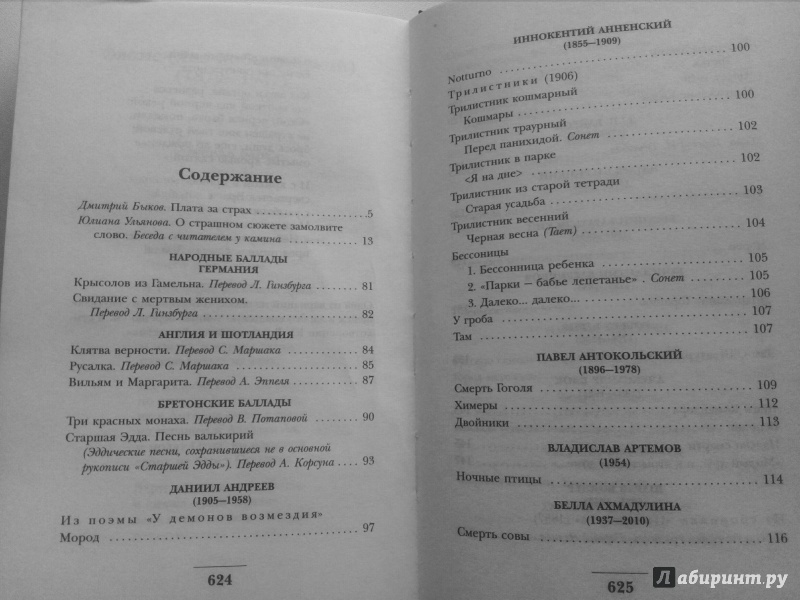 Содержание
Дмитрий Быков. Плата за страх ........ 5
Юлиана Ульянова. О страшном сюжете замолвите
слово. Беседа с читателем у камина ........ 13
НАРОДНЫЕ БАЛЛАДЫ
ГЕРМАНИЯ
Крысолов из Гамельна. Перевод Л. Гинзбурга ........ 81
Свидание с мертвым женихом.
Перевод Л. Гинзбурга ........ 82
АНГЛИЯ И ШОТЛАНДИЯ
Клятва верности. Перевод С. Маршака ........ 84
Русалка. Перевод С. Маршака ........ 85
Вильям и Маргарита. Перевод А. Эппеля ........ 87
БРЕТОНСКИЕ БАЛЛАДЫ
Три красных монаха. Перевод В. Потаповой ........ 90
Старшая Эдда. Песнь валькирий
(Эддические песни, сохранившиеся не в основной
рукописи «Старшей Эдды»). Перевод А. Корсуна ........ 93
ДАНИИЛ АНДРЕЕВ
(1905—1958)
Из поэмы «У демонов возмездия»
Мород ........ 97
624
ИННОКЕНТИЙ АННЕНСКИЙ
(1855—1909)
Notturno ........ 100
Трилистники (1906)
Трилистник кошмарный
Кошмары ........ 100
Трилистник траурный
Перед панихидой. Сонет ........ 102
Трилистник в парке
«Я на дне» ........ 102
Трилистник из старой тетради
Старая усадьба ........ 103
Трилистник весенний
Черная весна (Тает) ........ 104
Бессонницы
1. Бессонница ребенка ........ 105
2. «Парки — бабье лепетанье» . Сонет ........ 105
3. Далеко... далеко... ........ 106
У гроба ........ 107
Там ........ 107
ПАВЕЛ АНТОКОЛЬСКИЙ
(1896—1978)
Смерть Гоголя ........ 109
Химеры ........ 112
Двойники ........ 113
ВЛАДИСЛАВ АРТЕМОВ
(1954)
Ночные птицы ........ 114
БЕЛЛА АХМАДУЛИНА
(1937—2010)
Смерть совы ........ 116
625
Лабиринт.ру